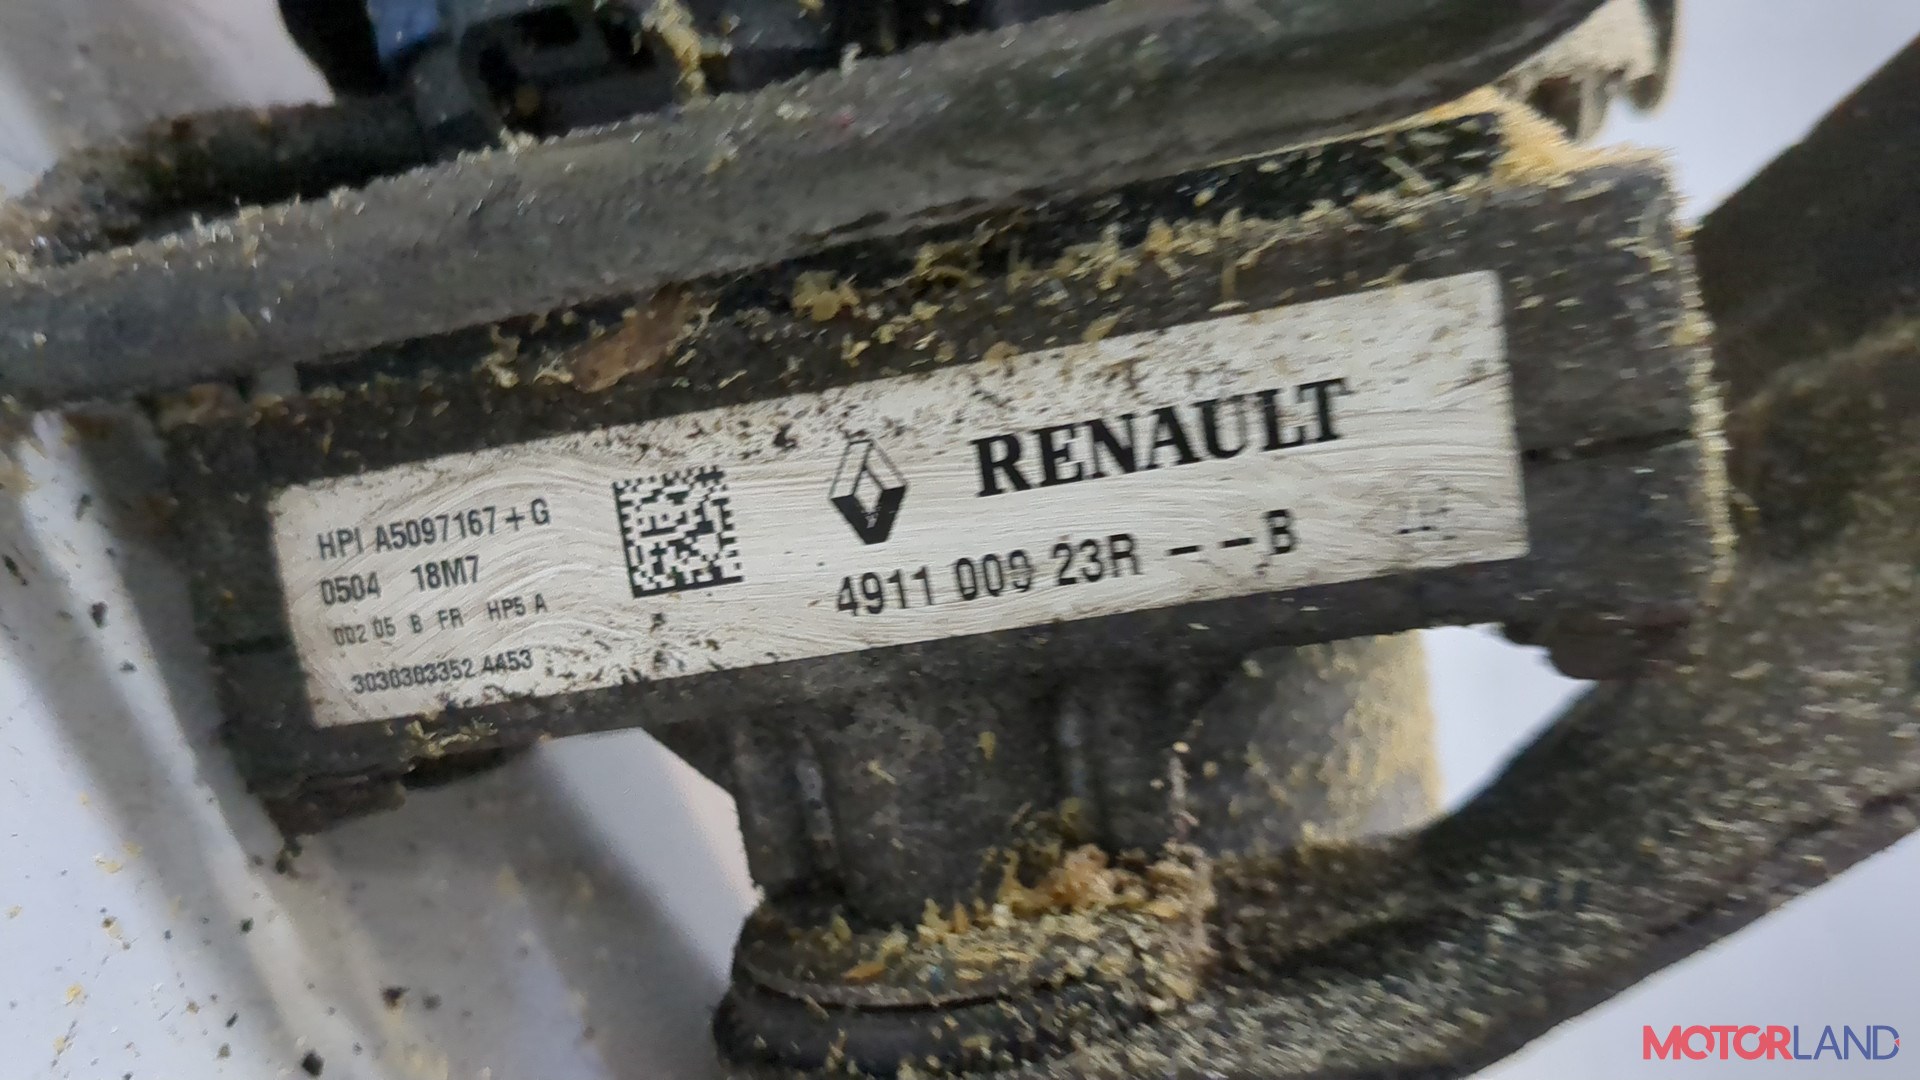 HPI A5097167+G
0504 18M7
002 05 B FR HP5 A
3030303352 4453
RENAULT
4911 009 23R - - B
MOTORLAND